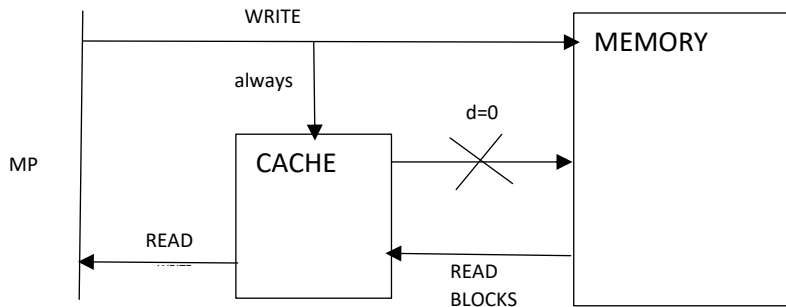 WRITE
MEMORY
always
d=0
CACHE
MP
READ
READ
BLOCKS